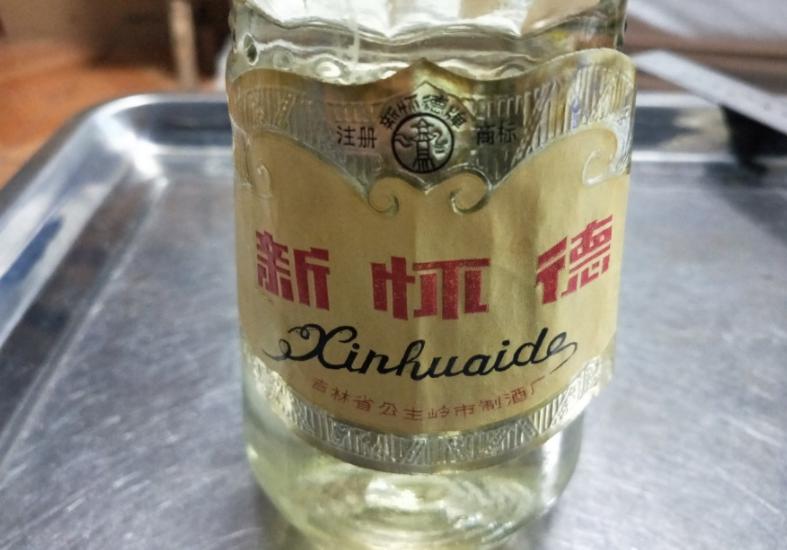 新怀德牌
注册 商标
新怀德
Xinhuaide
吉林省公主岭市制酒厂